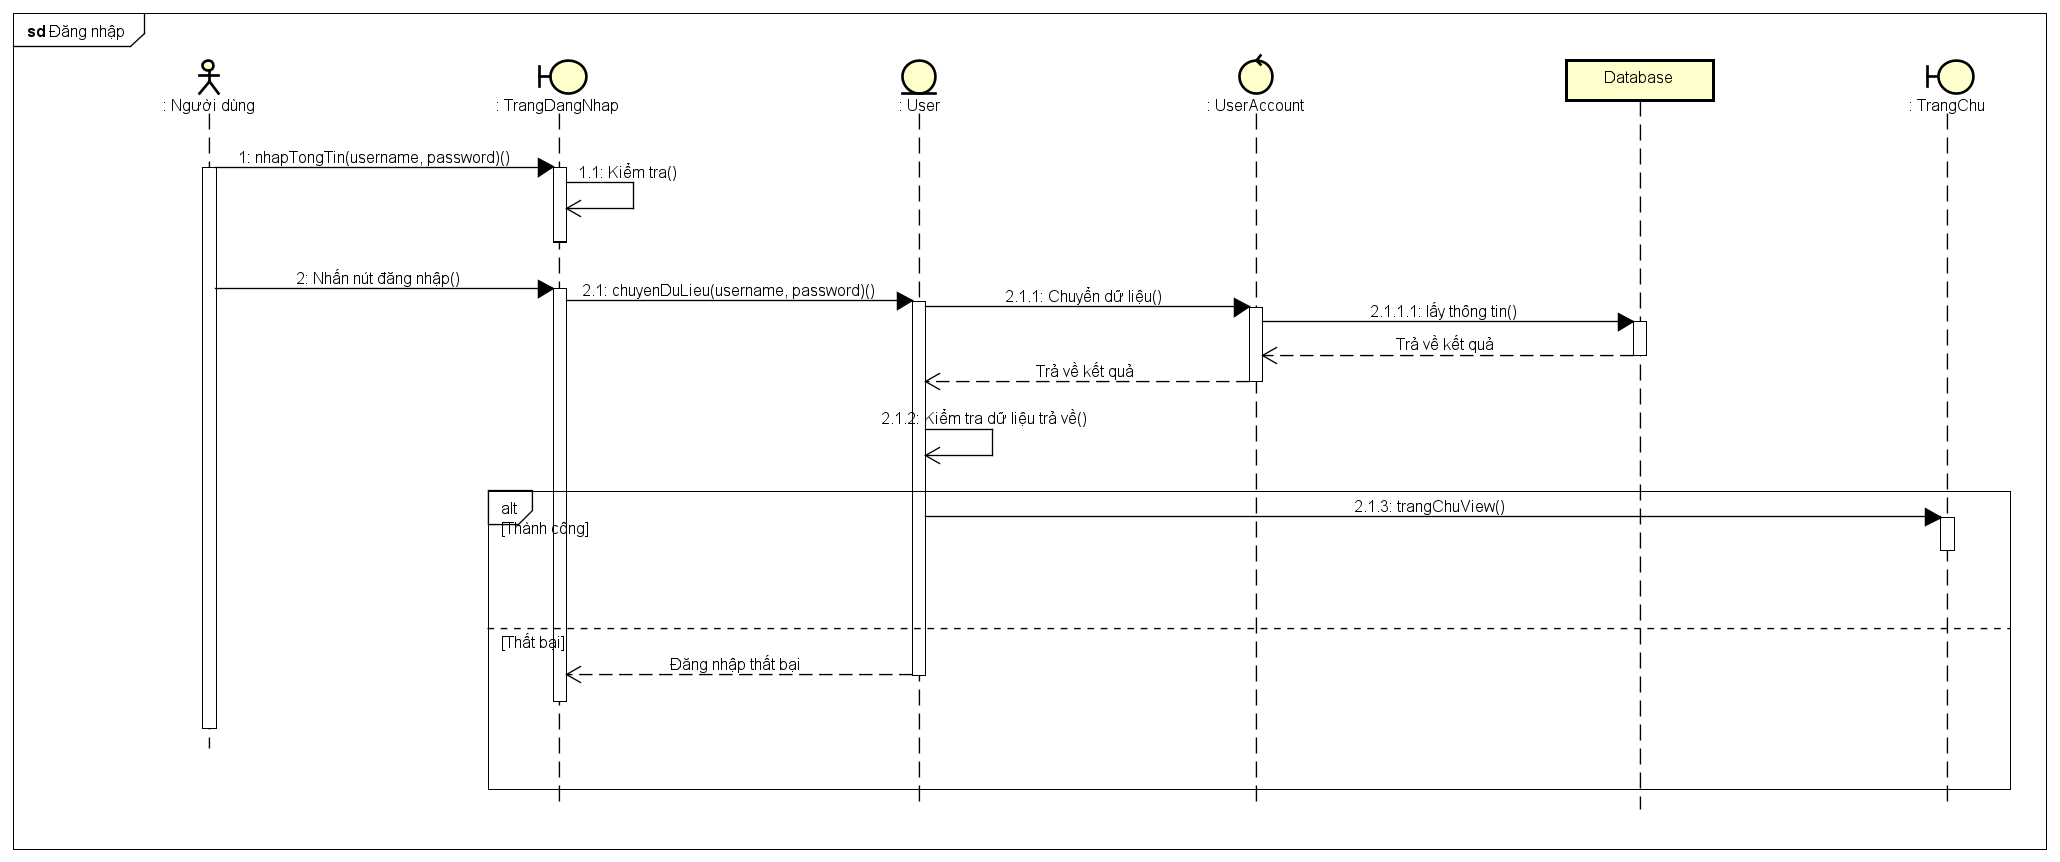 sd Đăng nhập
: Người dùng
: TrangDangNhap
: User
: UserAccount
Database
: TrangChu
1: nhapTongTin(username, password)()
1.1: Kiểm tra()
2: Nhấn nút đăng nhập()
2.1: chuyenDuLieu(username, password)()
2.1.1: Chuyển dữ liệu()
2.1.1.1: lấy thông tin()
Trả về kết quả
Trả về kết quả
2.1.2: Kiểm tra dữ liệu trả về()
alt
[Thành công]
2.1.3: trangChuView()
[Thất bại]
Đăng nhập thất bại